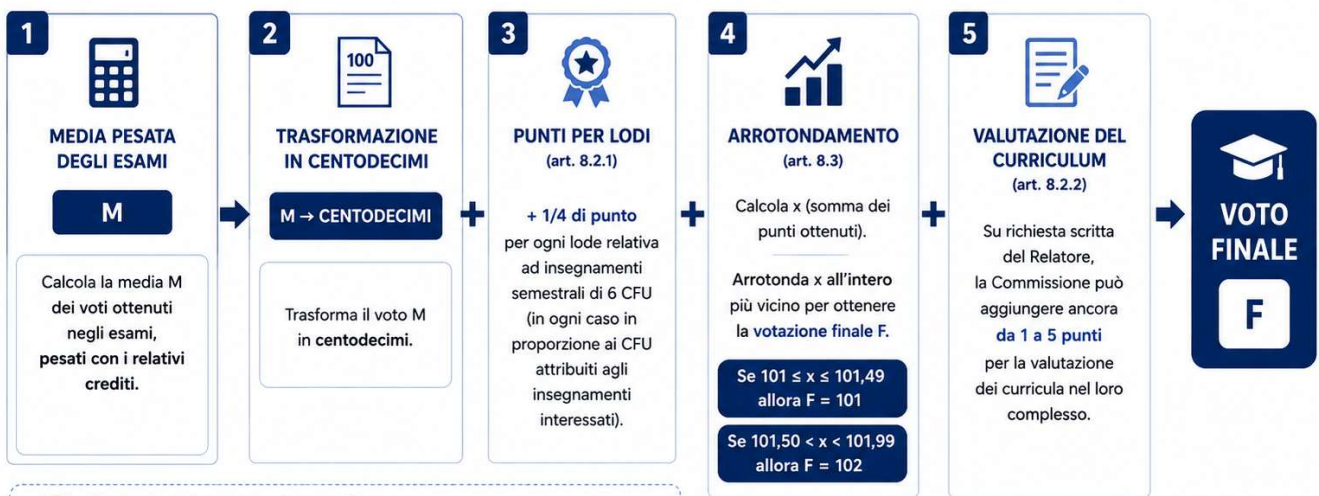 1
MEDIA PESATA
DEGLI ESAMI
M
Calcola la media M
dei voti ottenuti
negli esami,
pesati con i relativi
crediti.
2
100
TRASFORMAZIONE
IN CENTODECIMI
M → CENTODECIMI
Trasforma il voto M
in centodecimi.
+
3
PUNTI PER LODI
(art. 8.2.1)
+ 1/4 di punto
per ogni lode relativa
ad insegnamenti
semestrali di 6 CFU
(in ogni caso in
proporzione ai CFU
attribuiti agli
insegnamenti
interessati).
+
4
ARROTONDAMENTO
(art. 8.3)
Calcola x (somma dei
punti ottenuti).
Arrotonda x all'intero
più vicino per ottenere
la votazione finale F.
Se 101 ≤ x ≤ 101,49
allora F = 101
Se 101,50 < x < 101,99
allora F = 102
+
5
VALUTAZIONE DEL
CURRICULUM
(art. 8.2.2)
Su richiesta scritta
del Relatore,
la Commissione può
aggiungere ancora
da 1 a 5 punti
per la valutazione
dei curricula nel loro
complesso.
VOTO
FINALE
F